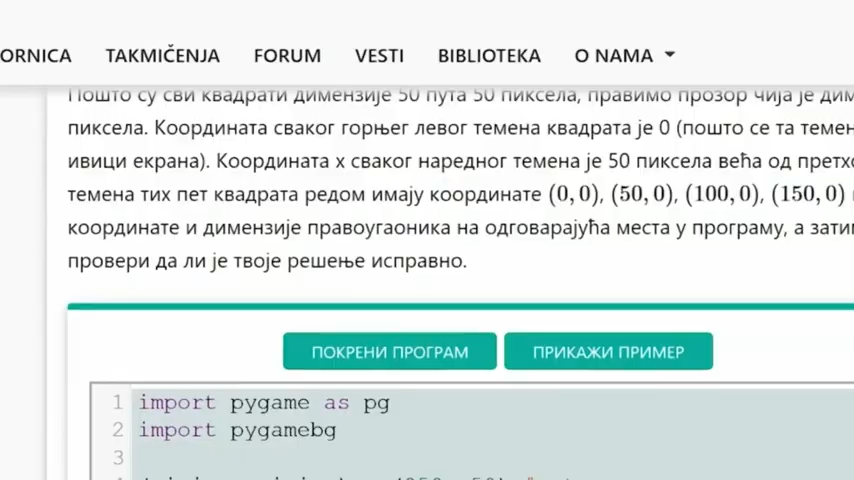 ORNICA TAKMIČENJA FORUM VESTI BIBLIOTEKA O NAMA
Пошто су сви квадрати димензије 50 пута 50 пиксела, правимо прозор чија је дим
пиксела. Координата сваког горњег левог темена квадрата је 0 (пошто се та темен
ивици екрана). Координата x сваког наредног темена је 50 пиксела већа од претхо
темена тих пет квадрата редом имају координате (0, 0), (50, 0), (100, 0), (150, 0)
координате и димензије правоугаоника на одговарајућа места у програму, а затим
провери да ли је твоје решење исправно.
ПОКРЕНИ ПРОГРАМ ПРИКАЖИ ПРИМЕР
1 import pygame as pg
2 import pygamebg
3